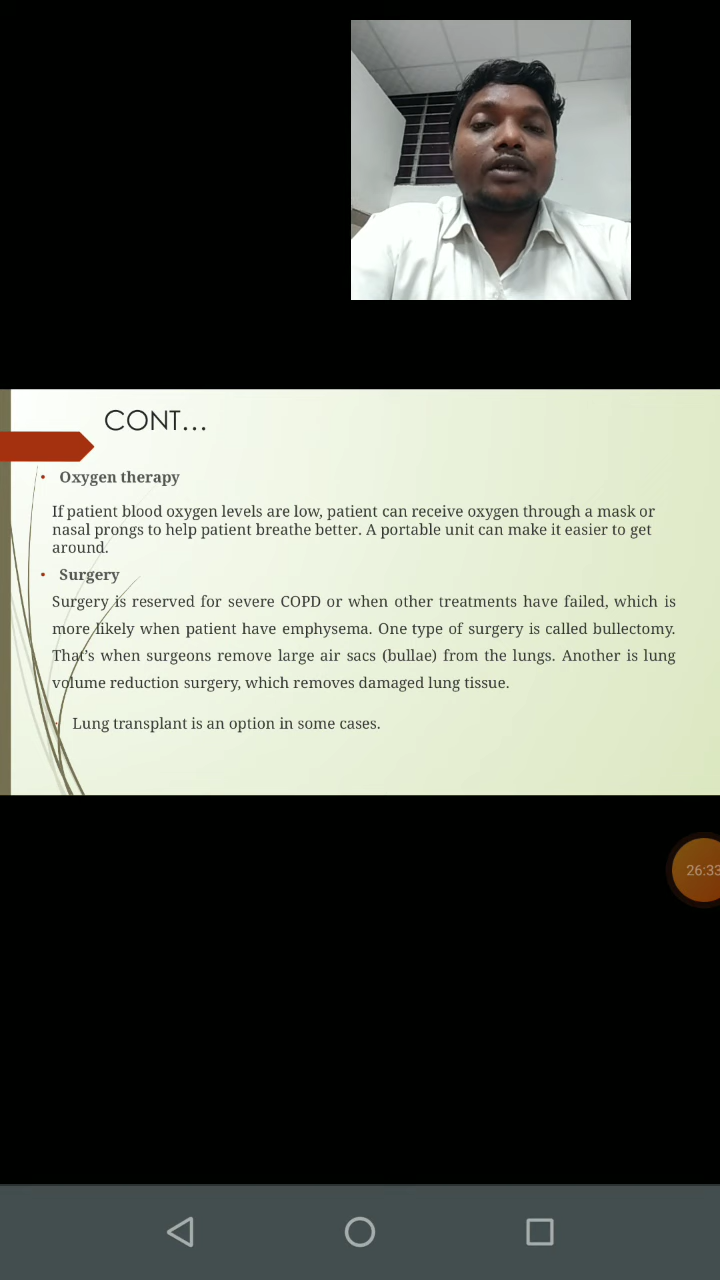 CONT...
• Oxygen therapy
If patient blood oxygen levels are low, patient can receive oxygen through a mask or
nasal prongs to help patient breathe better. A portable unit can make it easier to get
around.
• Surgery
Surgery is reserved for severe COPD or when other treatments have failed, which is
more likely when patient have emphysema. One type of surgery is called bullectomy.
That's when surgeons remove large air sacs (bullae) from the lungs. Another is lung
volume reduction surgery, which removes damaged lung tissue.
• Lung transplant is an option in some cases.
26:33